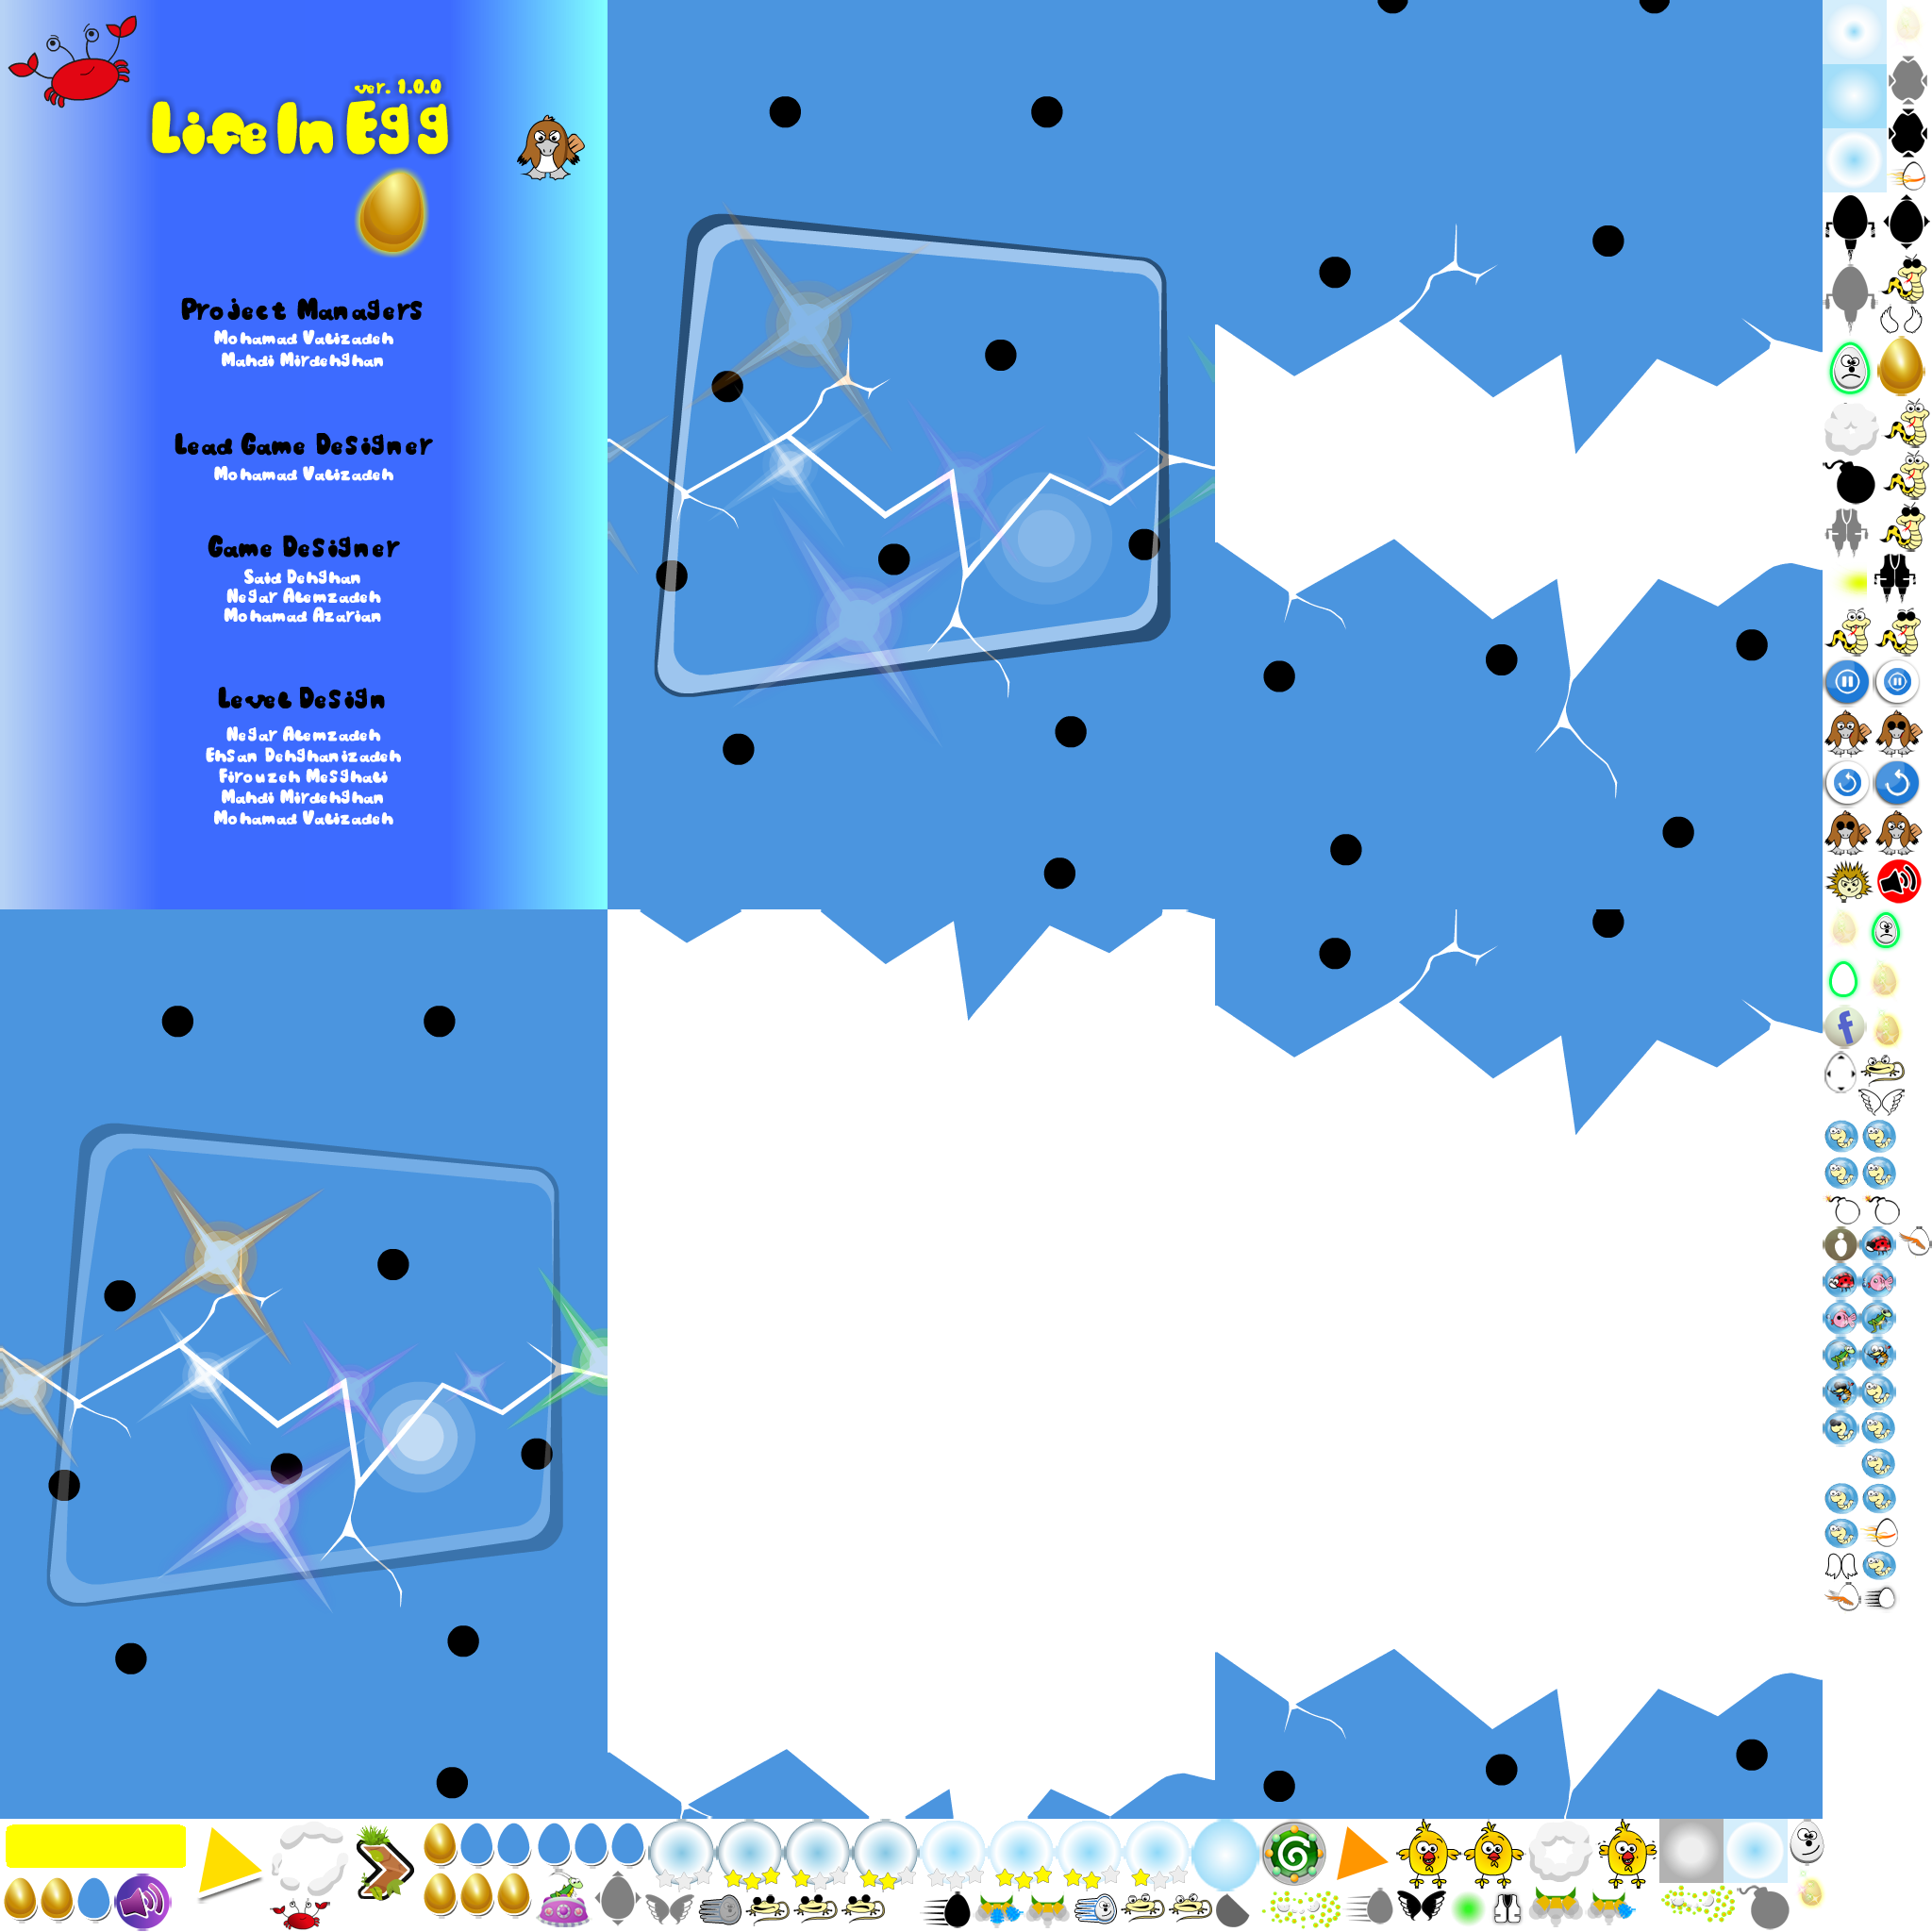 ver. 1.0.0
Life In Egg
Project Managers
Mohamad Valizadeh
Mahdi Mirdehghan
Lead Game Designer
Mohamad Valizadeh
Game Designer
Said Dehghan
Negar Alemzadeh
Mohamad Azarian
Level Design
Negar Alemzadeh
Ehsan Dehghanizadeh
Firouzeh Mesghali
Mahdi Mirdehghan
Mohamad Valizadeh
f